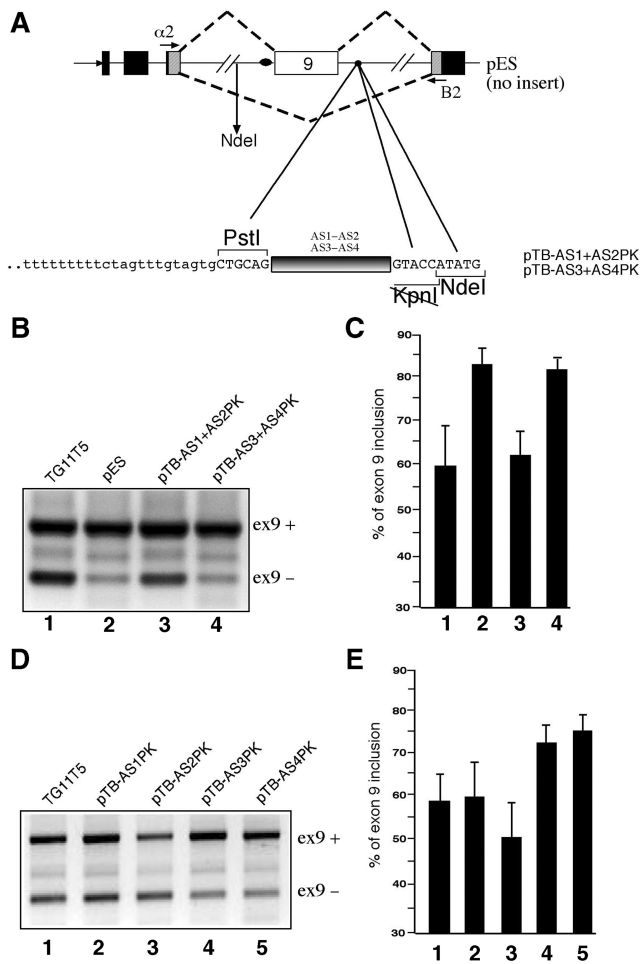 A
α2
9
B2
pES
(no insert)
NdeI
PstI
AS1–AS2
AS3–AS4
..tttttttttctagtttgtagtgCTGCAG
GTACCATATG
KpnI
NdeI
pTB-AS1+AS2PK
pTB-AS3+AS4PK
B
TG11T5
pES
pTB-AS1+AS2PK
pTB-AS3+AS4PK
ex9 +
ex9 –
1 2 3 4
C
% of exon 9 inclusion
90
80
70
60
50
40
30
1 2 3 4
D
TG11T5
pTB-AS1PK
pTB-AS2PK
pTB-AS3PK
pTB-AS4PK
ex9 +
ex9 –
1 2 3 4 5
E
% of exon 9 inclusion
90
80
70
60
50
40
30
1 2 3 4 5